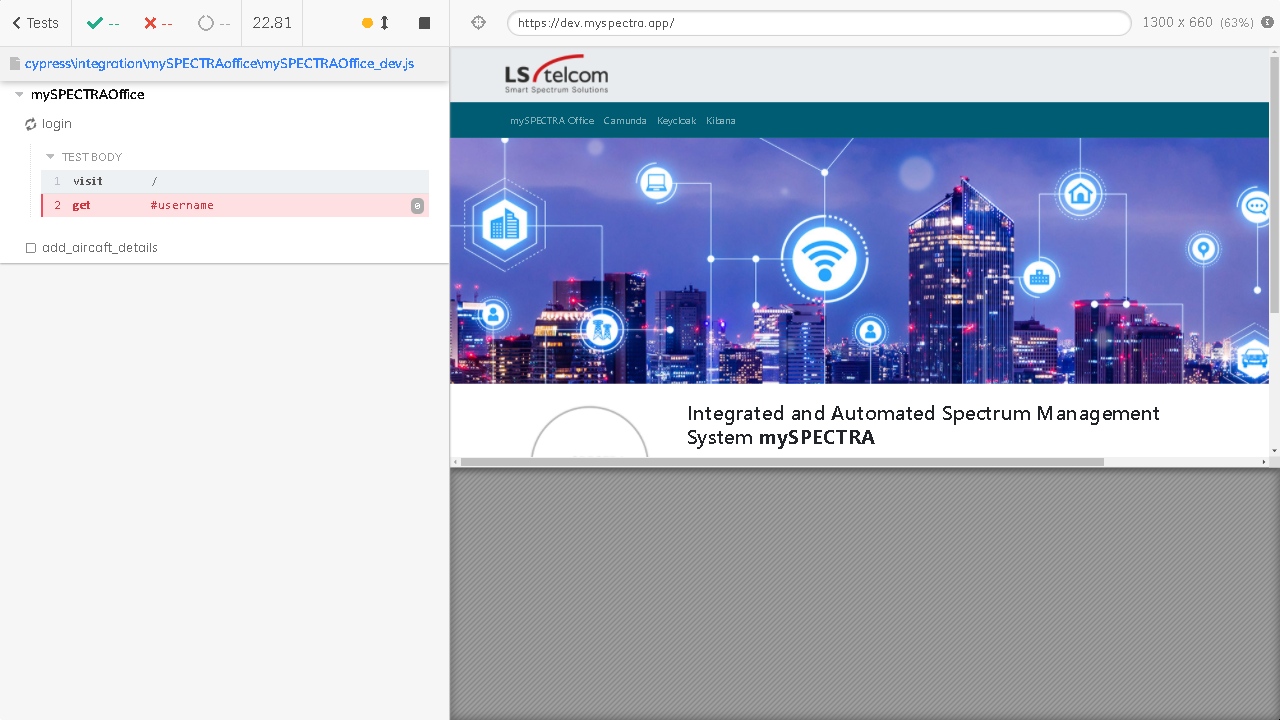 Tests
--
--
--
22.81
https://dev.myspectra.app/
1300 x 660 (63%)
cypress\integration\mySPECTRAoffice\mySPECTRAOffice_dev.js
mySPECTRAOffice
login
TEST BODY
1 visit /
2 get #username 0
add_aircaft_details
LS telcom
Smart Spectrum Solutions
mySPECTRA Office Camunda Keycloak Kibana
Integrated and Automated Spectrum Management
System mySPECTRA